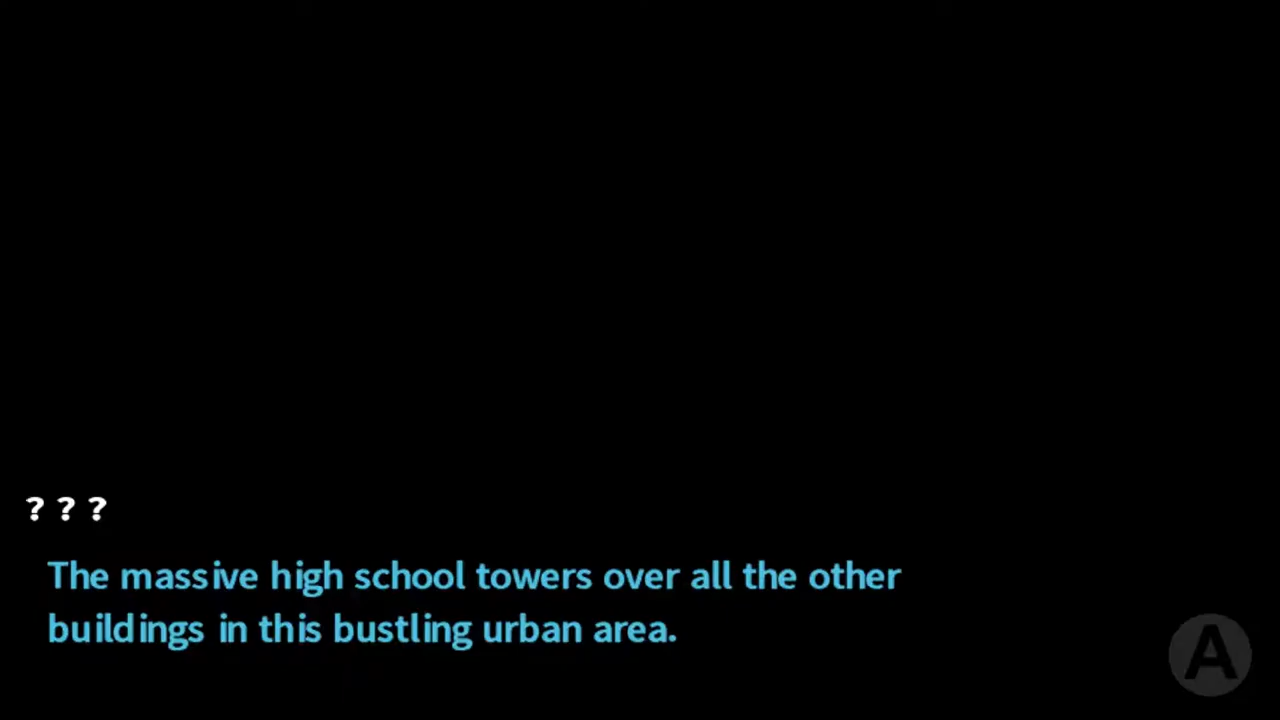 ? ? ?
The massive high school towers over all the other
buildings in this bustling urban area.
A